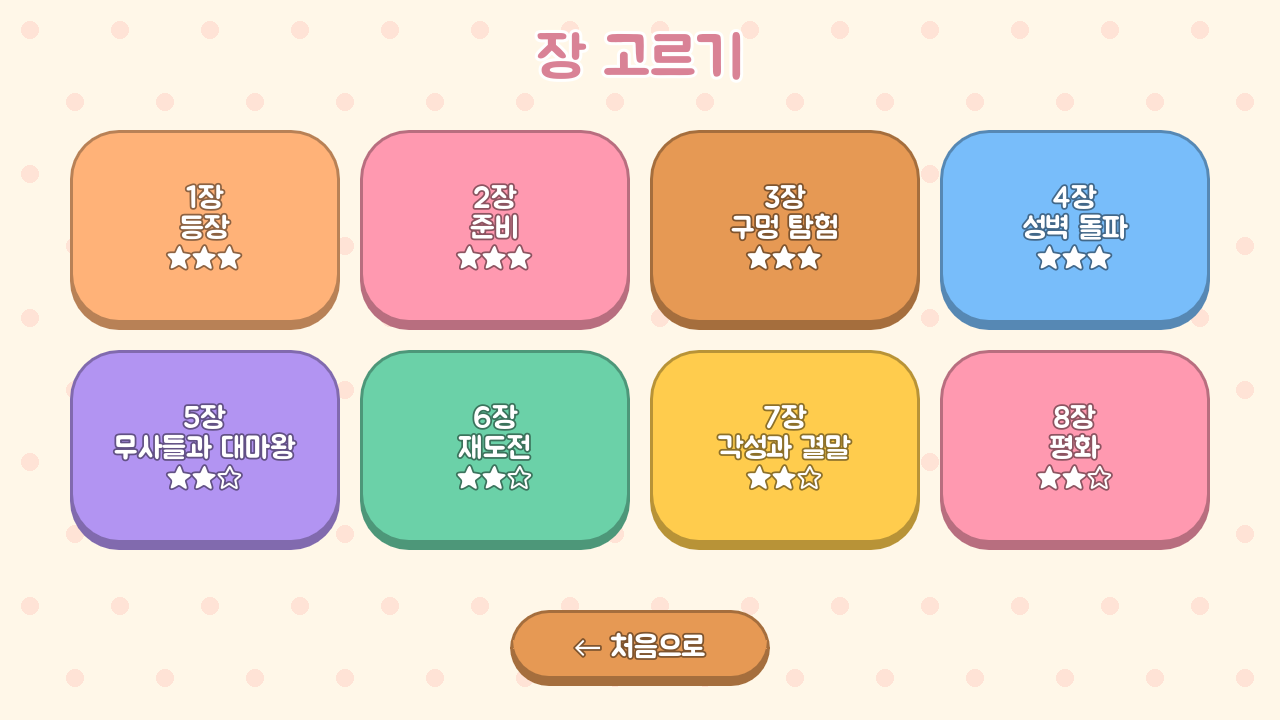 장 고르기
1장
등장
★★★
2장
준비
★★★
3장
구멍 탐험
★★★
4장
성벽 돌파
★★★
5장
무사들과 대마왕
★★☆
6장
재도전
★★☆
7장
각성과 결말
★★☆
8장
평화
★★☆
← 처음으로